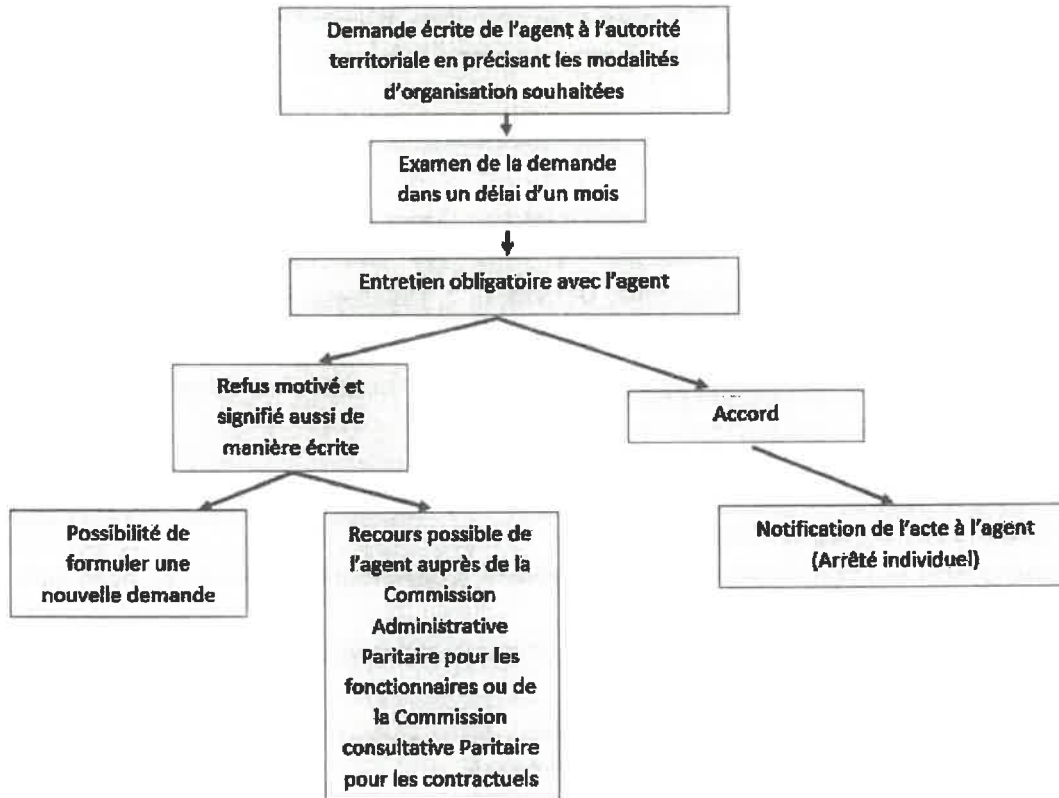 Demande écrite de l'agent à l'autorité
territoriale en précisant les modalités
d'organisation souhaitées
Examen de la demande
dans un délai d'un mois
Entretien obligatoire avec l'agent
Refus motivé et
signifié aussi de
manière écrite
Accord
Possibilité de
formuler une
nouvelle demande
Recours possible de
l'agent auprès de la
Commission
Administrative
Paritaire pour les
fonctionnaires ou de
la Commission
consultative Paritaire
pour les contractuels
Notification de l'acte à l'agent
(Arrêté individuel)